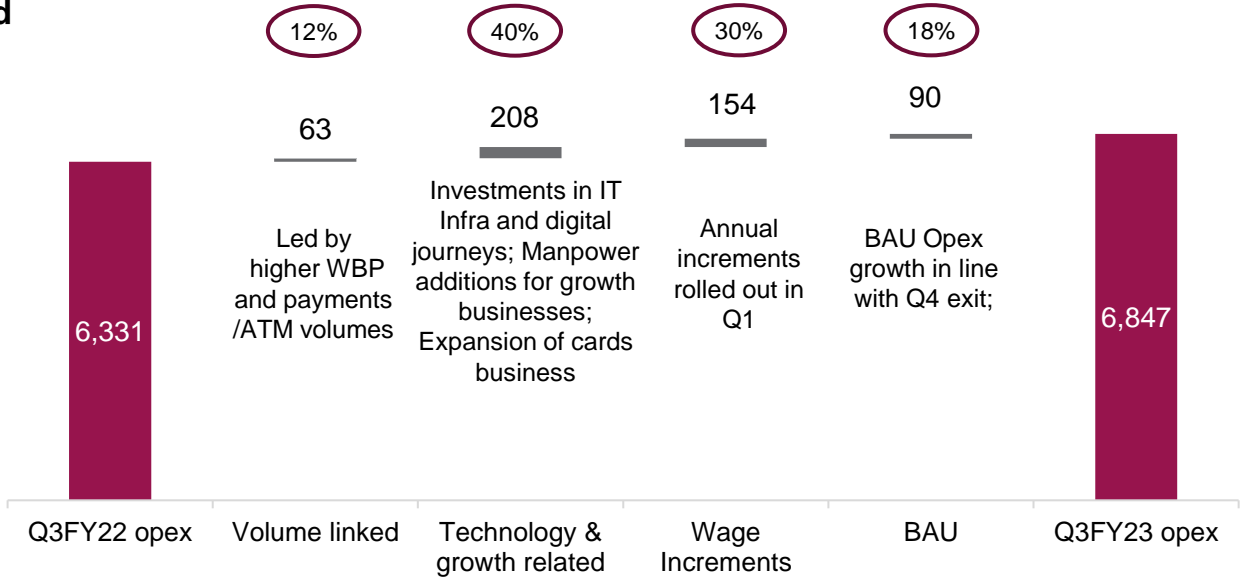 d
12%
40%
30%
18%
63
208
154
90
Led by
higher WBP
and payments
/ATM volumes
Investments in IT
Infra and digital
journeys; Manpower
additions for growth
businesses;
Expansion of cards
business
Annual
increments
rolled out in
Q1
BAU Opex
growth in line
with Q4 exit;
6,331
6,847
Q3FY22 opex
Volume linked
Technology &
growth related
Wage
Increments
BAU
Q3FY23 opex